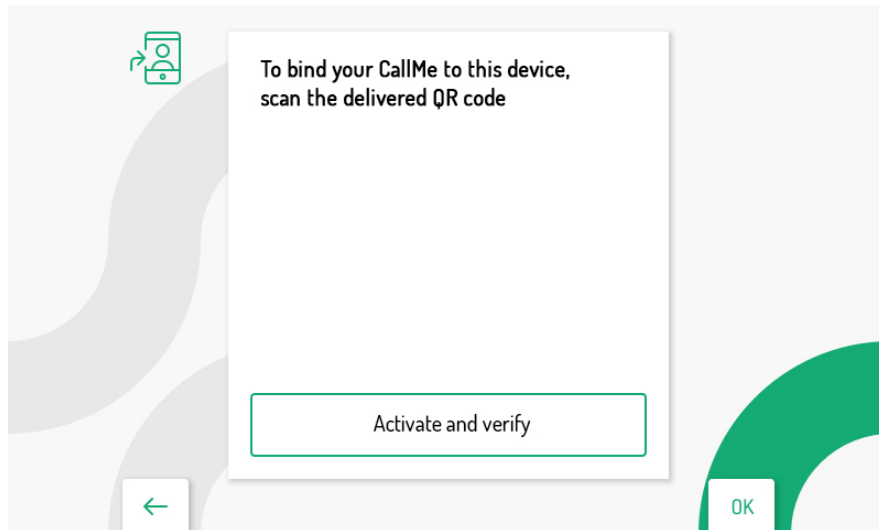 To bind your CallMe to this device,
scan the delivered QR code
Activate and verify
OK